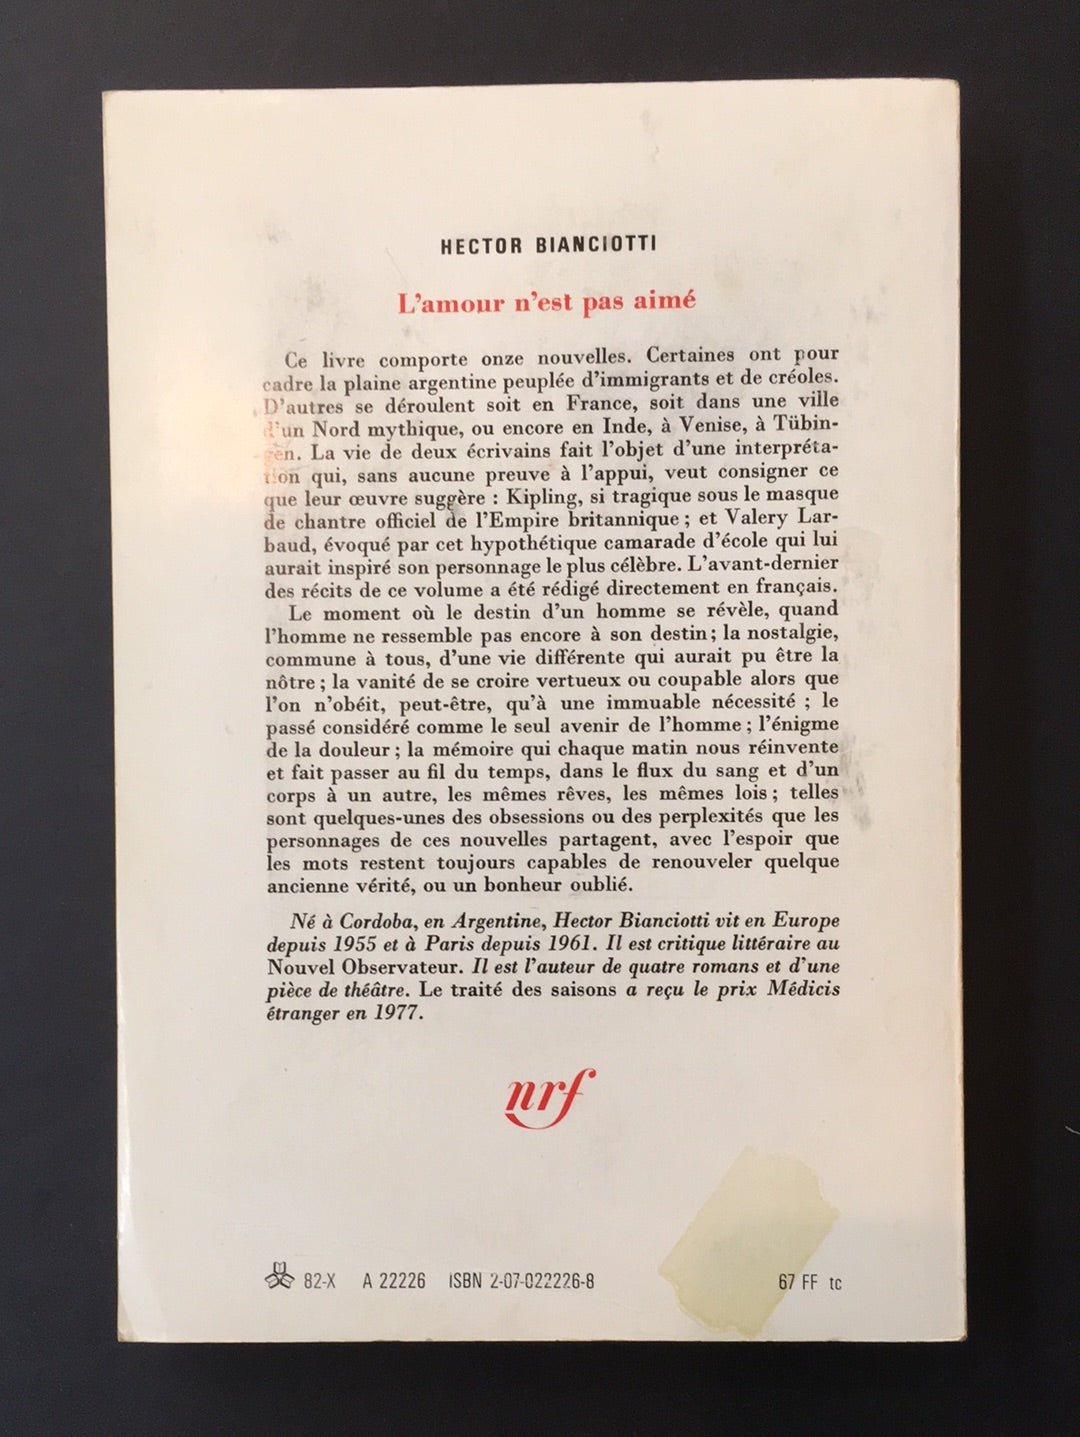 HECTOR BIANCIOTTI
L'amour n'est pas aimé
Ce livre comporte onze nouvelles. Certaines ont pour
cadre la plaine argentine peuplée d'immigrants et de créoles.
D'autres se déroulent soit en France, soit dans une ville
d'un Nord mythique, ou encore en Inde, à Venise, à Tübin-
gen. La vie de deux écrivains fait l'objet d'une interpréta-
tion qui, sans aucune preuve à l'appui, veut consigner ce
que leur œuvre suggère : Kipling, si tragique sous le masque
de chantre officiel de l'Empire britannique ; et Valery Lar-
baud, évoqué par cet hypothétique camarade d'école qui lui
aurait inspiré son personnage le plus célèbre. L'avant-dernier
des récits de ce volume a été rédigé directement en français.
Le moment où le destin d'un homme se révèle, quand
l'homme ne ressemble pas encore à son destin ; la nostalgie,
commune à tous, d'une vie différente qui aurait pu être la
nôtre ; la vanité de se croire vertueux ou coupable alors que
l'on n'obéit, peut-être, qu'à une immuable nécessité ; le
passé considéré comme le seul avenir de l'homme ; l'énigme
de la douleur ; la mémoire qui chaque matin nous réinvente
et fait passer au fil du temps, dans le flux du sang et d'un
corps à un autre, les mêmes rêves, les mêmes lois ; telles
sont quelques-unes des obsessions ou des perplexités que les
personnages de ces nouvelles partagent, avec l'espoir que
les mots restent toujours capables de renouveler quelque
ancienne vérité, ou un bonheur oublié.
Né à Cordoba, en Argentine, Hector Bianciotti vit en Europe
depuis 1955 et à Paris depuis 1961. Il est critique littéraire au
Nouvel Observateur. Il est l'auteur de quatre romans et d'une
pièce de théâtre. Le traité des saisons a reçu le prix Médicis
étranger en 1977.
nrf
82-X A 22226 ISBN 2-07-022226-8 67 FF tc